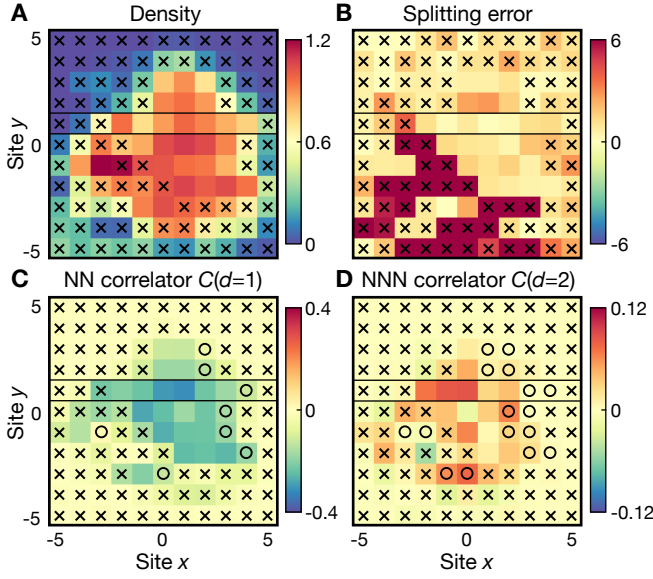 A Density
B Splitting error
5
0
-5
Site y
1.2
0.6
0
6
3
0
-3
-6
C NN correlator C(d=1)
D NNN correlator C(d=2)
5
0
-5
Site y
0.4
0
-0.4
0.12
0
-0.12
-5 0 5
-5 0 5
Site x
Site x